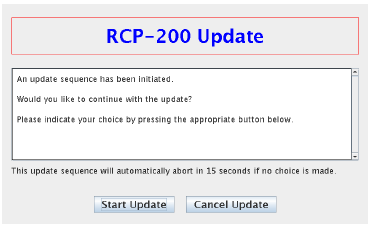 RCP-200 Update
An update sequence has been initiated.
Would you like to continue with the update?
Please indicate your choice by pressing the appropriate button below.
This update sequence will automatically abort in 15 seconds if no choice is made.
Start Update
Cancel Update